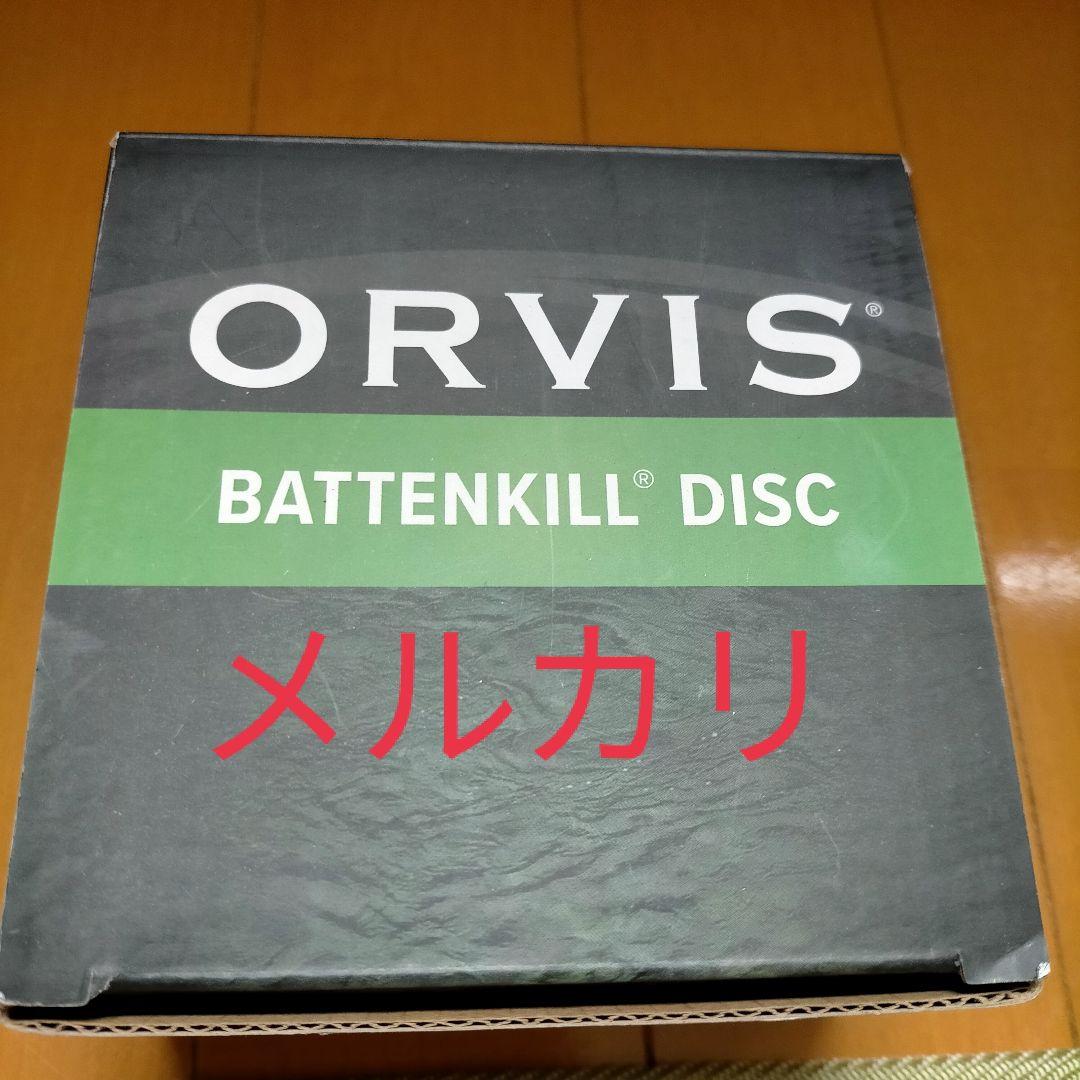 ORVIS®
BATTENKILL® DISC
メルカリ